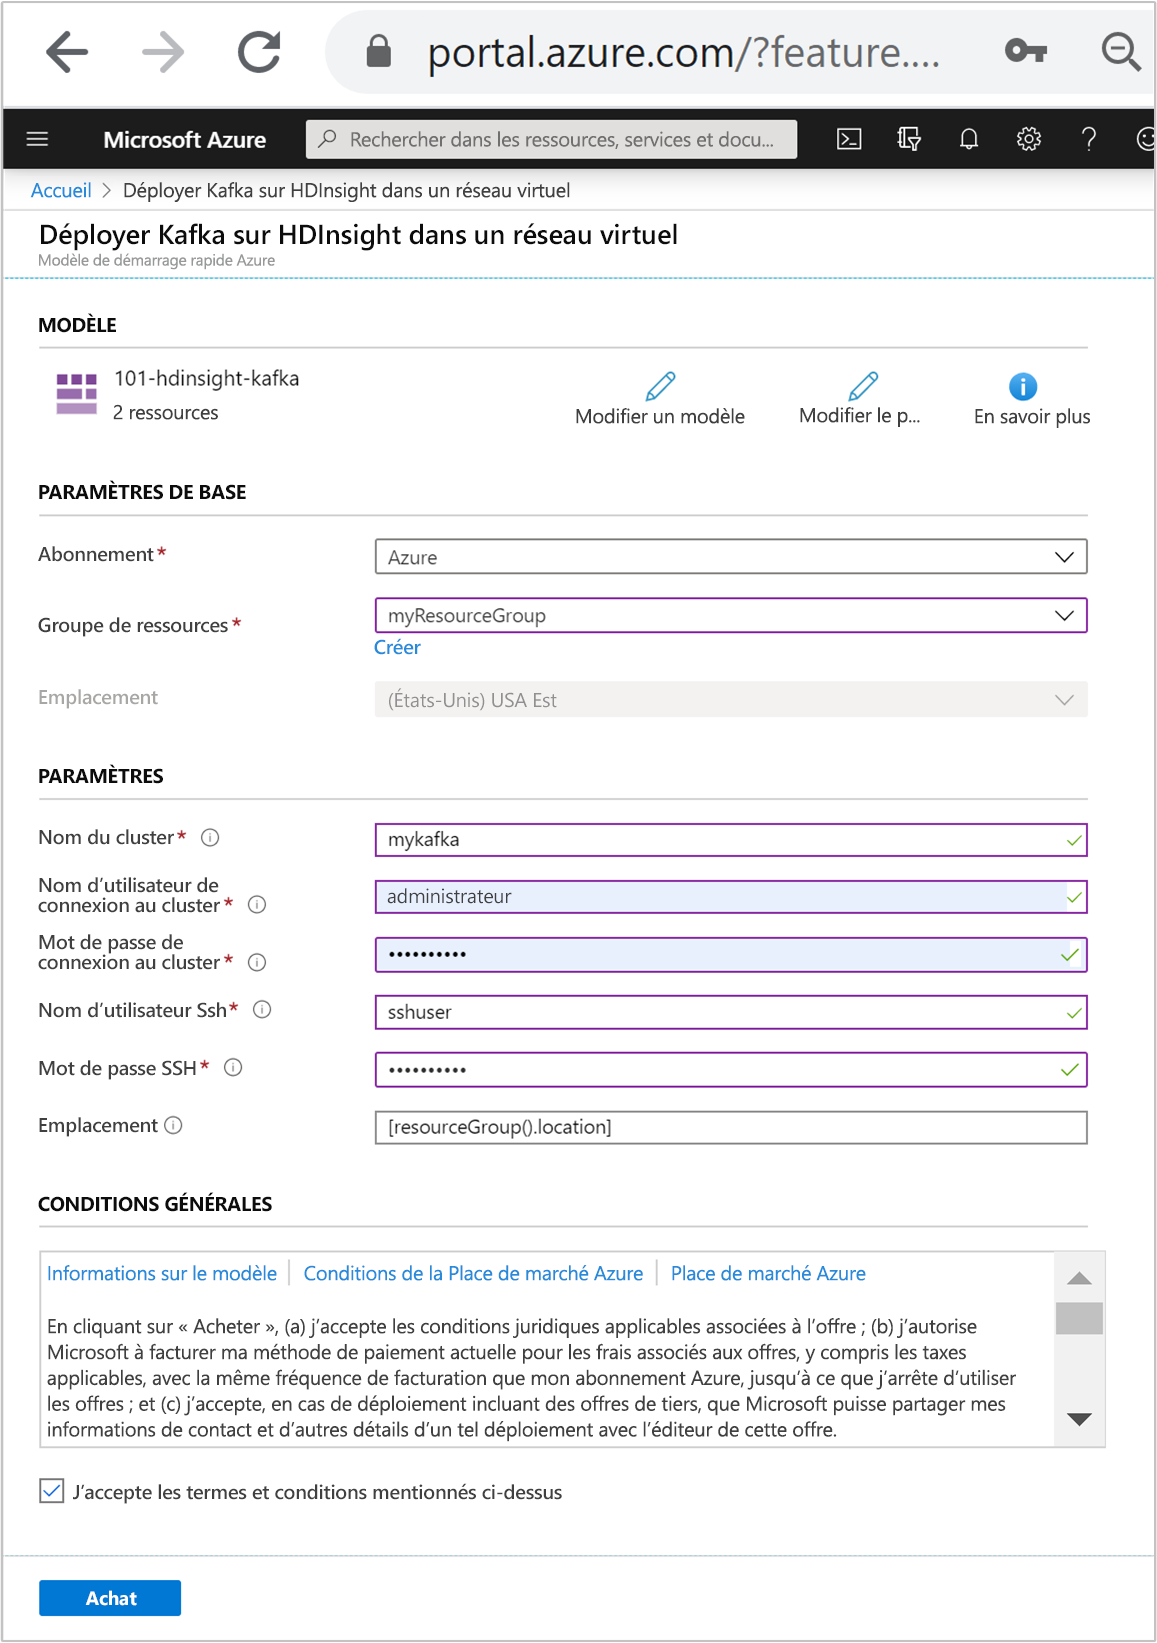 portal.azure.com/?feature....
Microsoft Azure
Rechercher dans les ressources, services et docu...
Accueil > Déployer Kafka sur HDInsight dans un réseau virtuel
Déployer Kafka sur HDInsight dans un réseau virtuel
Modèle de démarrage rapide Azure
MODÈLE
101-hdinsight-kafka
2 ressources
Modifier un modèle
Modifier le p...
En savoir plus
PARAMÈTRES DE BASE
Abonnement*
Azure
Groupe de ressources*
myResourceGroup
Créer
Emplacement
(États-Unis) USA Est
PARAMÈTRES
Nom du cluster*
mykafka
Nom d’utilisateur de
connexion au cluster*
administrateur
Mot de passe de
connexion au cluster*
••••••••••
Nom d’utilisateur Ssh*
sshuser
Mot de passe SSH*
••••••••••
Emplacement
[resourceGroup().location]
CONDITIONS GÉNÉRALES
Informations sur le modèle | Conditions de la Place de marché Azure | Place de marché Azure
En cliquant sur « Acheter », (a) j’accepte les conditions juridiques applicables associées à l’offre ; (b) j’autorise
Microsoft à facturer ma méthode de paiement actuelle pour les frais associés aux offres, y compris les taxes
applicables, avec la même fréquence de facturation que mon abonnement Azure, jusqu’à ce que j’arrête d’utiliser
les offres ; et (c) j’accepte, en cas de déploiement incluant des offres de tiers, que Microsoft puisse partager mes
informations de contact et d’autres détails d’un tel déploiement avec l’éditeur de cette offre.
J’accepte les termes et conditions mentionnés ci-dessus
Achat